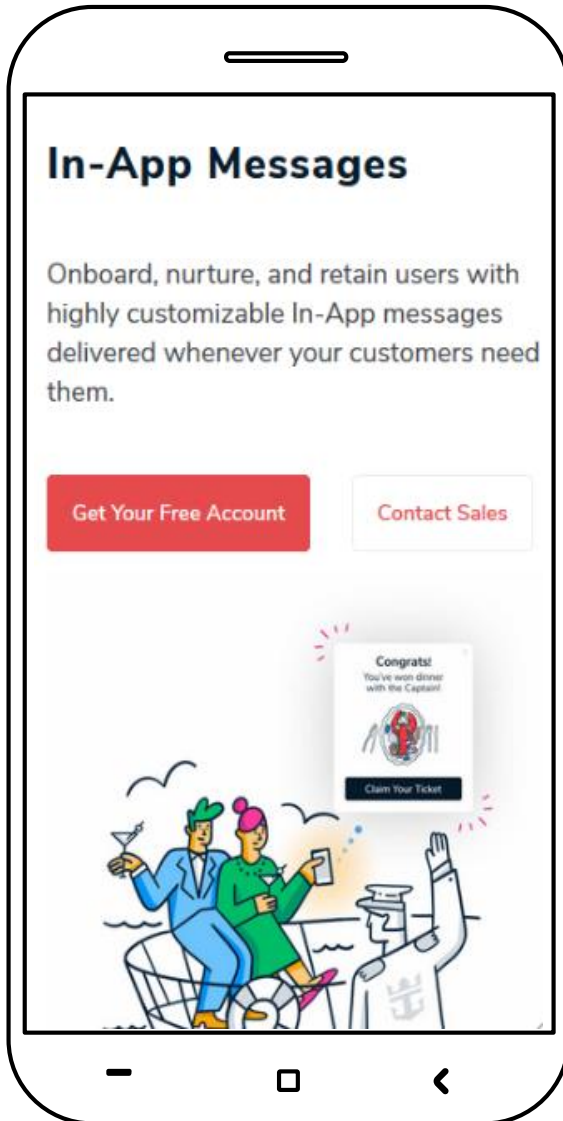 In-App Messages
Onboard, nurture, and retain users with
highly customizable In-App messages
delivered whenever your customers need
them.
Get Your Free Account
Contact Sales
Congrats!
You've won dinner
with the Captain!
Claim Your Ticket